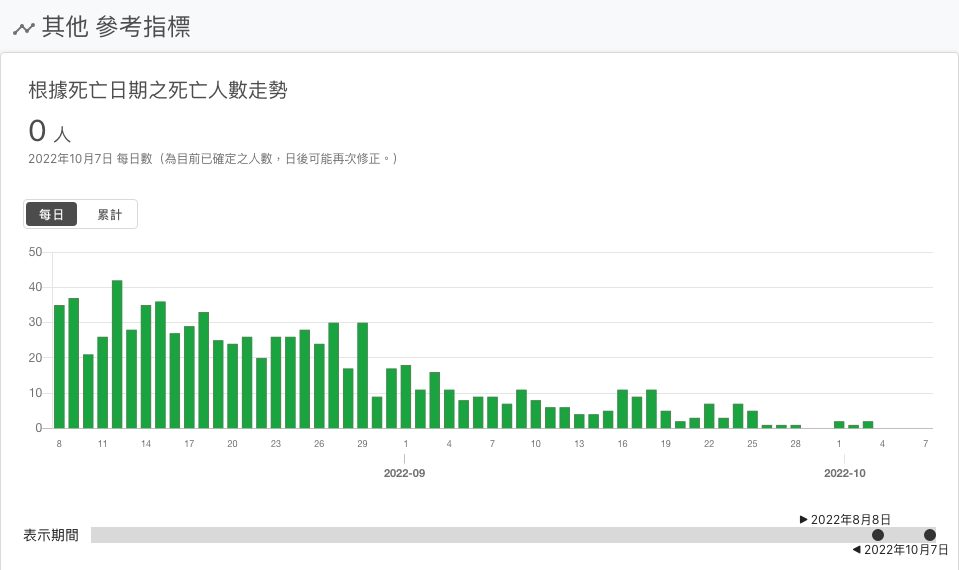 其他 參考指標
根據死亡日期之死亡人數走勢
0 人
2022年10月7日 每日數（為目前已確定之人數，日後可能再次修正。）
每日 累計
50
40
30
20
10
0
8 11 14 17 20 23 26 29 1 4 7 10 13 16 19 22 25 28 1 4 7
2022-09 2022-10
▶ 2022年8月8日
表示期間
◀ 2022年10月7日